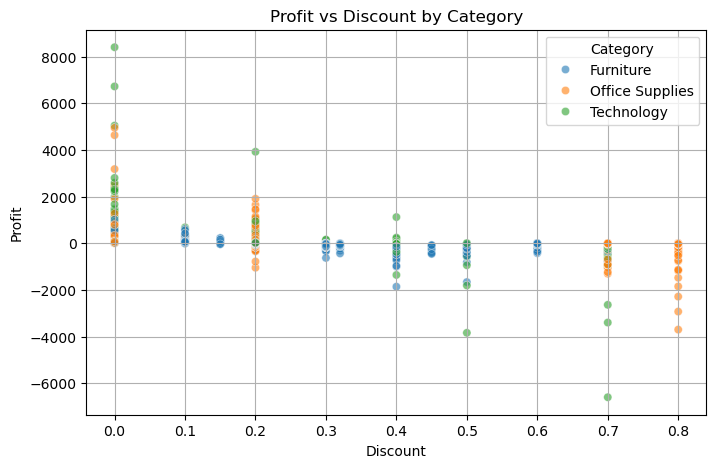 Profit vs Discount by Category
Category
Furniture
Office Supplies
Technology
8000
6000
4000
2000
0
−2000
−4000
−6000
Profit
0.0 0.1 0.2 0.3 0.4 0.5 0.6 0.7 0.8
Discount